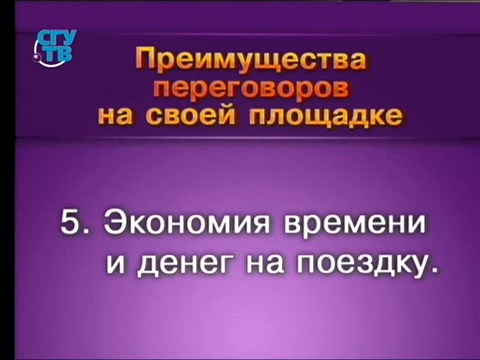 СГУ
ТВ
Преимущества
переговоров
на своей площадке
5. Экономия времени
и денег на поездку.